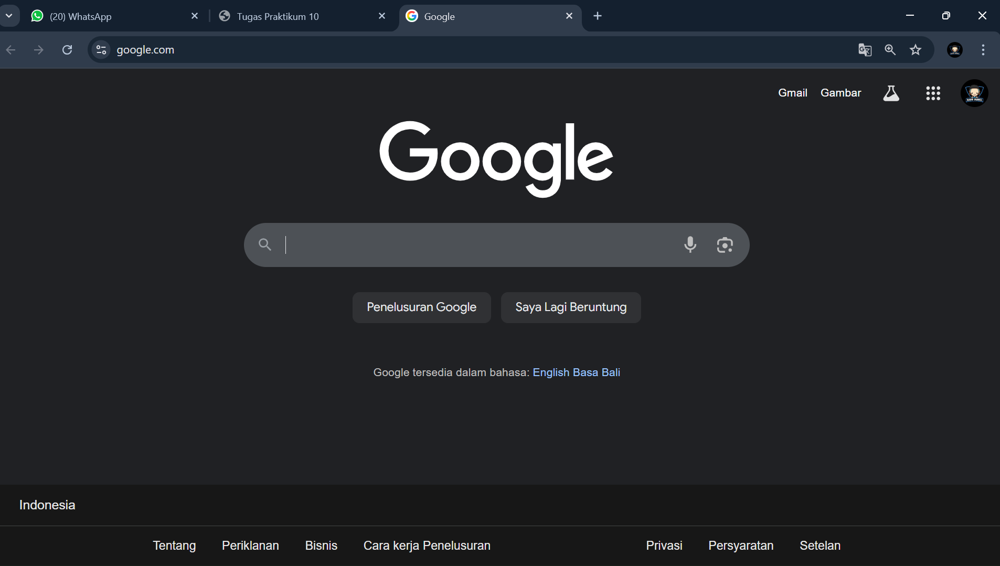 (20) WhatsApp
Tugas Praktikum 10
Google
google.com
Gmail Gambar
Google
Penelusuran Google
Saya Lagi Beruntung
Google tersedia dalam bahasa: English Basa Bali
Indonesia
Tentang Periklanan Bisnis Cara kerja Penelusuran Privasi Persyaratan Setelan